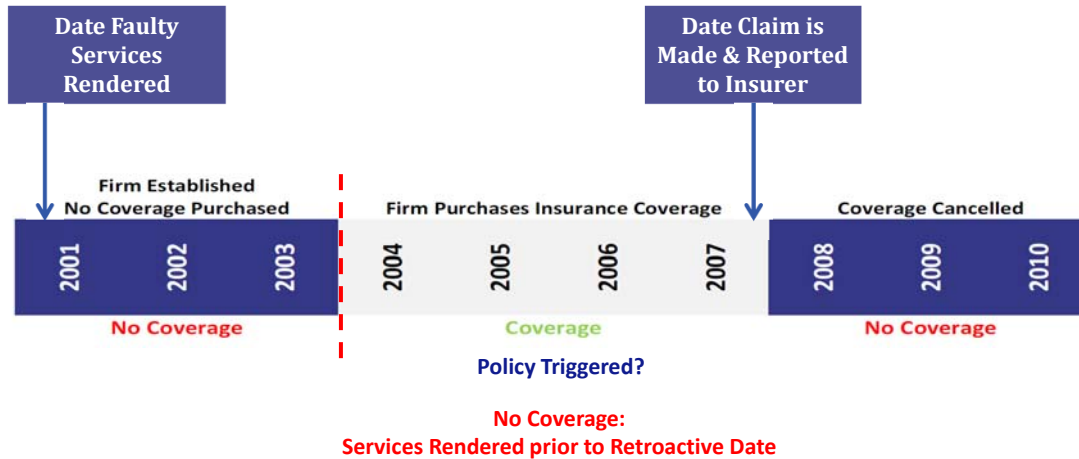 Date Faulty
Services
Rendered
Date Claim is
Made & Reported
to Insurer
Firm Established
No Coverage Purchased
Firm Purchases Insurance Coverage
Coverage Cancelled
2001
2002
2003
2004
2005
2006
2007
2008
2009
2010
No Coverage
Coverage
No Coverage
Policy Triggered?
No Coverage:
Services Rendered prior to Retroactive Date